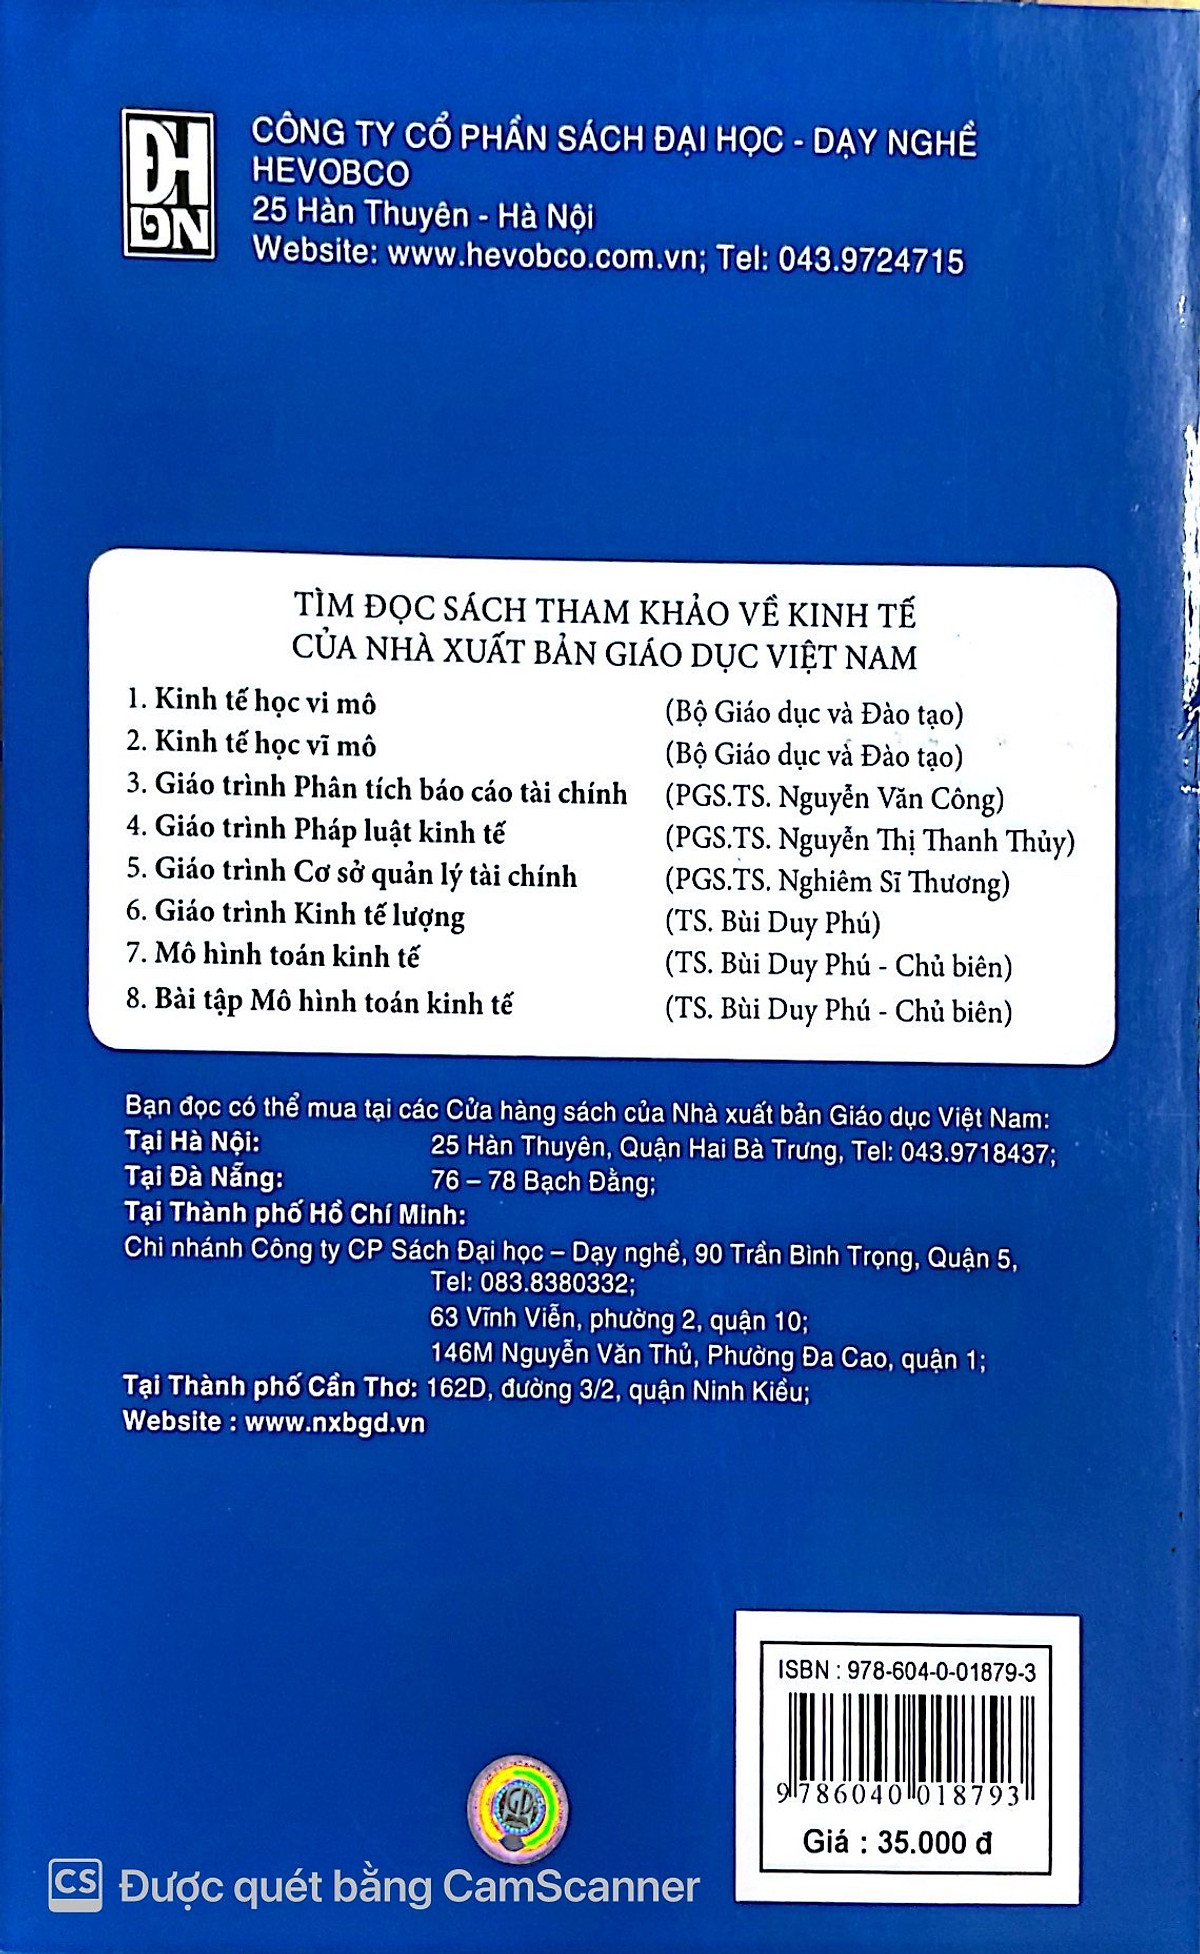 ĐH
DN
CÔNG TY CỔ PHẦN SÁCH ĐẠI HỌC - DẠY NGHỀ
HEVOBCO
25 Hàn Thuyên - Hà Nội
Website: www.hevobco.com.vn; Tel: 043.9724715
TÌM ĐỌC SÁCH THAM KHẢO VỀ KINH TẾ
CỦA NHÀ XUẤT BẢN GIÁO DỤC VIỆT NAM
1. Kinh tế học vi mô (Bộ Giáo dục và Đào tạo)
2. Kinh tế học vĩ mô (Bộ Giáo dục và Đào tạo)
3. Giáo trình Phân tích báo cáo tài chính (PGS.TS. Nguyễn Văn Công)
4. Giáo trình Pháp luật kinh tế (PGS.TS. Nguyễn Thị Thanh Thủy)
5. Giáo trình Cơ sở quản lý tài chính (PGS.TS. Nghiêm Sĩ Thương)
6. Giáo trình Kinh tế lượng (TS. Bùi Duy Phú)
7. Mô hình toán kinh tế (TS. Bùi Duy Phú - Chủ biên)
8. Bài tập Mô hình toán kinh tế (TS. Bùi Duy Phú - Chủ biên)
Bạn đọc có thể mua tại các Cửa hàng sách của Nhà xuất bản Giáo dục Việt Nam:
Tại Hà Nội: 25 Hàn Thuyên, Quận Hai Bà Trưng, Tel: 043.9718437;
Tại Đà Nẵng: 76 – 78 Bạch Đằng;
Tại Thành phố Hồ Chí Minh:
Chi nhánh Công ty CP Sách Đại học – Dạy nghề, 90 Trần Bình Trọng, Quận 5,
Tel: 083.8380332;
63 Vĩnh Viễn, phường 2, quận 10;
146M Nguyễn Văn Thủ, Phường Đa Cao, quận 1;
Tại Thành phố Cần Thơ: 162D, đường 3/2, quận Ninh Kiều;
Website : www.nxbgd.vn
ISBN : 978-604-0-01879-3
9 786040 018793
Giá : 35.000 đ
GD
CS Được quét bằng CamScanner